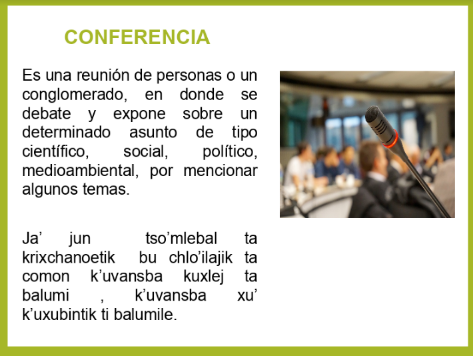 CONFERENCIA
Es una reunión de personas o un
conglomerado, en donde se
debate y expone sobre un
determinado asunto de tipo
científico, social, político,
medioambiental, por mencionar
algunos temas.
Ja’ jun tso’mlebal ta
krixchanoetik bu chlo’ilajik ta
comon k’uvansba kuxlej ta
balumi , k’uvansba xu’
k’uxubintik ti balumile.